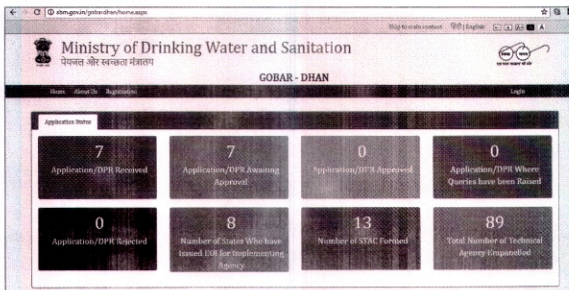 sbm.gov.in/gobardhan/home.aspx
Skip to main content हिंदी | English
Ministry of Drinking Water and Sanitation
पेयजल और स्वच्छता मंत्रालय
GOBAR - DHAN
Home About Us Registration Login
Application Status
7
Application/DPR Received
7
Application/DPR Awaiting
Approval
0
Application/DPR Approved
0
Application/DPR Where
Queries have been Raised
0
Application/DPR Rejected
8
Number of States Who have
Issued EOI for Implementing
Agency
13
Number of STAC Formed
89
Total Number of Technical
Agency Empanelled